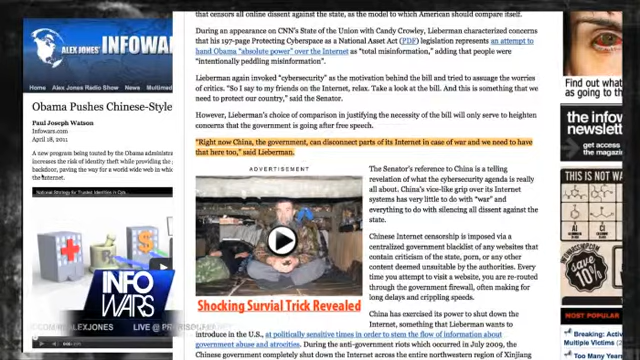 ALEX JONES' INFOWARS
Home Alex Jones Radio Show News Multimed
Obama Pushes Chinese-Style
Paul Joseph Watson
Infowars.com
April 18, 2011
A new program being touted by the Obama administra
increases the risk of identity theft while providing the
backdoor, paving the way for a world wide web in whic
the internet.
National Strategy for Trusted Identities in Cyb
INFO
WARS
LIVE @
that censors all online dissent against the state, as the model to which American should compare itself.
During an appearance on CNN's State of the Union with Candy Crowley, Lieberman characterized concerns
that his 197-page Protecting Cyberspace as a National Asset Act (PDF) legislation represents an attempt to
hand Obama "absolute power" over the Internet as "total misinformation," adding that people were
"intentionally peddling misinformation".
Lieberman again invoked "cybersecurity" as the motivation behind the bill and tried to assuage the worries
of critics. "So I say to my friends on the Internet, relax. Take a look at the bill. And this is something that we
need to protect our country," said the Senator.
However, Lieberman's choice of comparison in justifying the necessity of the bill will only serve to heighten
concerns that the government is going after free speech.
"Right now China, the government, can disconnect parts of its Internet in case of war and we need to have
that here too," said Lieberman.
ADVERTISEMENT
Shocking Survial Trick Revealed
The Senator's reference to China is a telling
revelation of what the cybersecurity agenda is really
all about. China's vice-like grip over its Internet
systems has very little to do with "war" and
everything to do with silencing all dissent against the
state.
Chinese Internet censorship is imposed via a
centralized government blacklist of any websites that
contain criticism of the state, porn, or any other
content deemed unsuitable by the authorities. Every
time you attempt to visit a website, you are re-routed
through the government firewall, often making for
long delays and crippling speeds.
China has exercised its power to shut down the
Internet, something that Lieberman wants to
introduce in the U.S., at politically sensitive times in order to stem the flow of information about
government abuse and atrocities. During the anti-government riots which occurred in July 2009, the
Chinese government completely shut down the Internet across the entire northwestern region of Xinjiang
Find out what
as going to th
the infow
newslett
Subscribe to
the magazin
THIS IS NOT WA
save
10%
MOST POPULAR
Breaking: Activ
Multiple Victims
Too Many Year